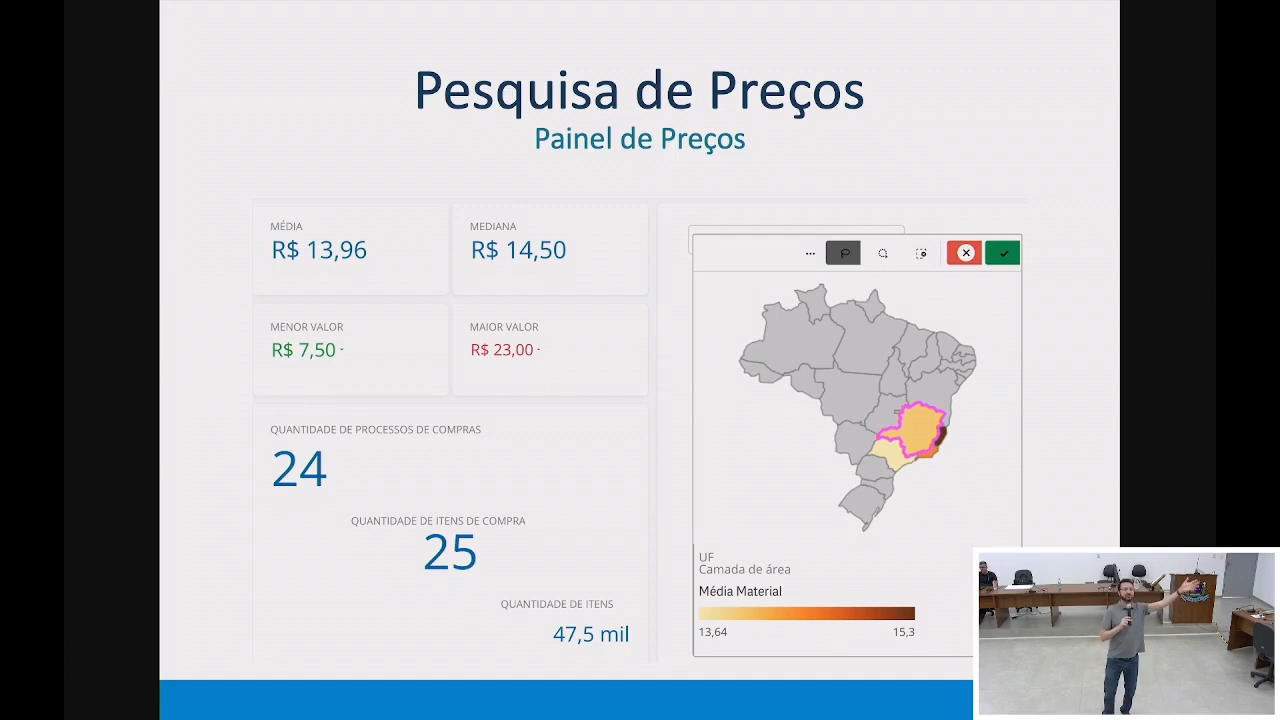 Pesquisa de Preços
Painel de Preços
MÉDIA
R$ 13,96
MEDIANA
R$ 14,50
MENOR VALOR
R$ 7,50 -
MAIOR VALOR
R$ 23,00 -
QUANTIDADE DE PROCESSOS DE COMPRAS
24
QUANTIDADE DE ITENS DE COMPRA
25
QUANTIDADE DE ITENS
47,5 mil
UF
Camada de área
Média Material
13,64
15,3